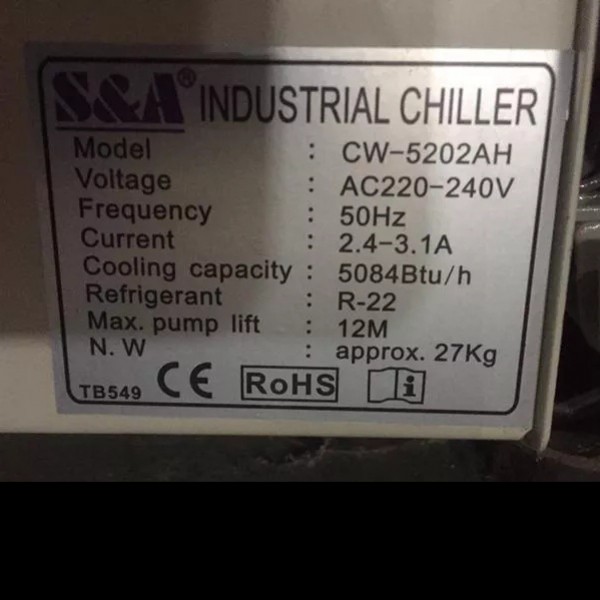 S&A® INDUSTRIAL CHILLER
Model : CW-5202AH
Voltage : AC220-240V
Frequency : 50Hz
Current : 2.4-3.1A
Cooling capacity : 5084Btu/h
Refrigerant : R-22
Max. pump lift : 12M
N. W : approx. 27Kg
TB549 CE RoHS i